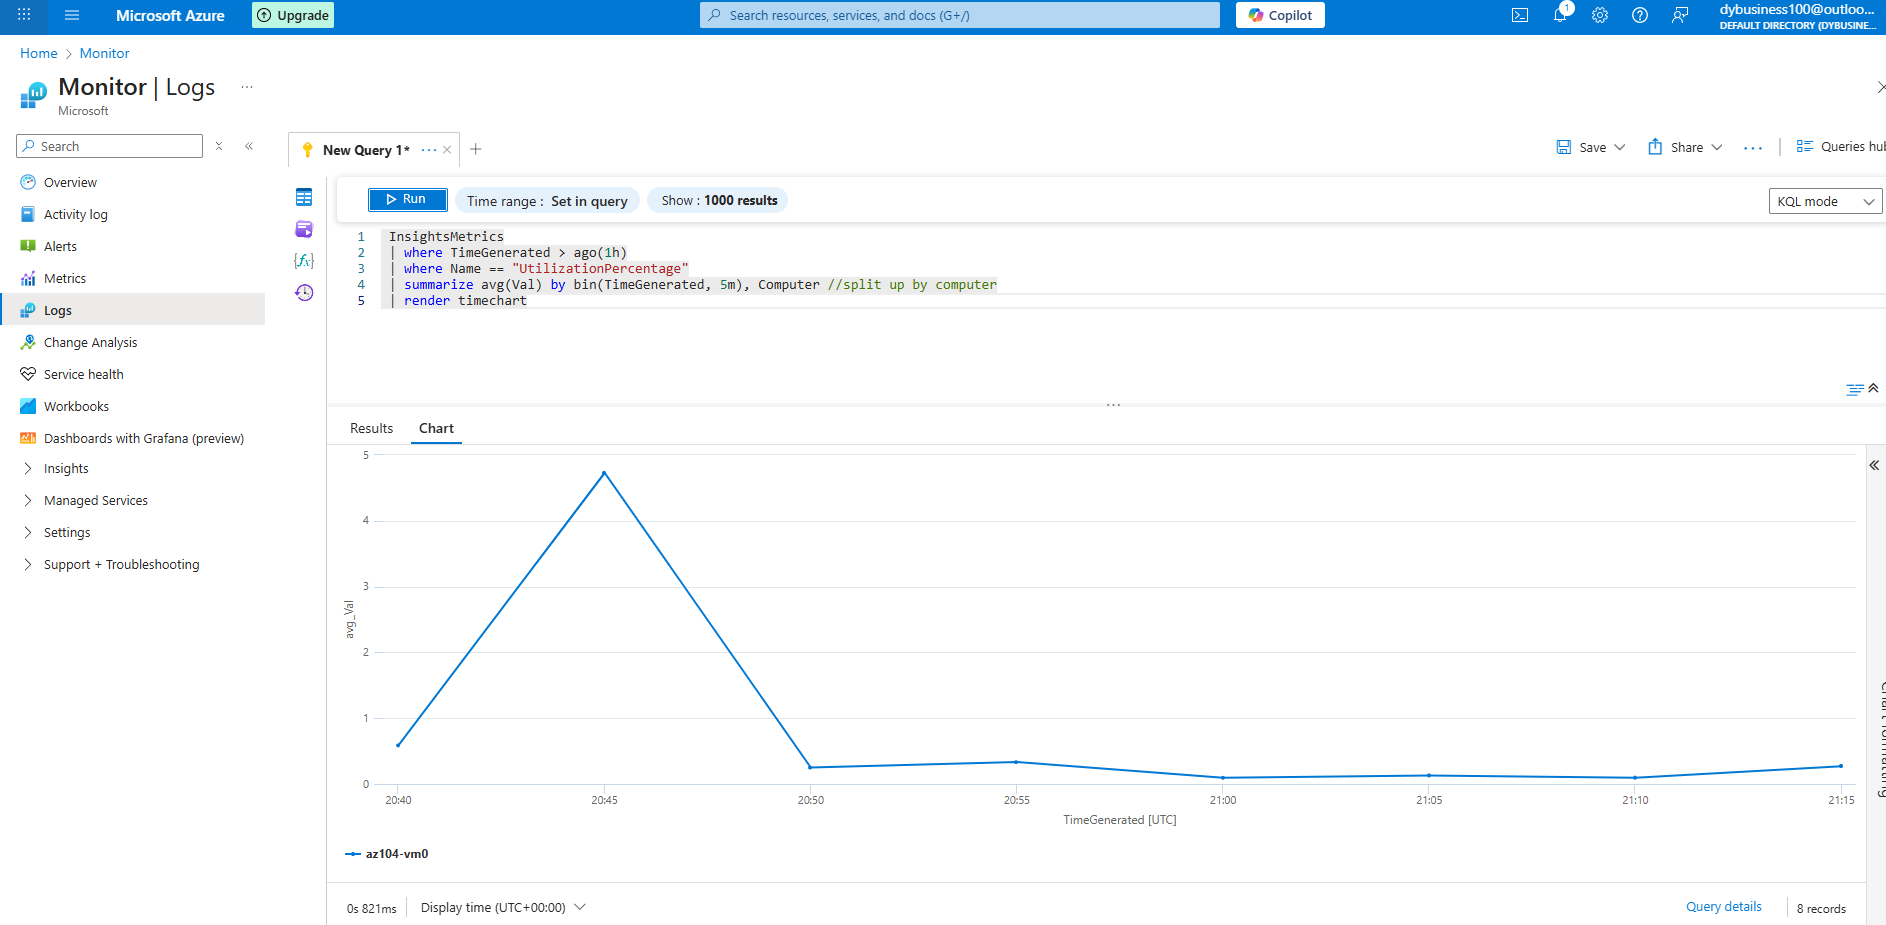 Microsoft Azure
Upgrade
Search resources, services, and docs (G+/)
Copilot
1
dybusiness100@outloo...
DEFAULT DIRECTORY (DYBUSINE...
Home > Monitor
Monitor | Logs ...
Microsoft
Search
Overview
Activity log
Alerts
Metrics
Logs
Change Analysis
Service health
Workbooks
Dashboards with Grafana (preview)
Insights
Managed Services
Settings
Support + Troubleshooting
New Query 1* ...
Save
Share
...
Queries hub
Run
Time range : Set in query
Show : 1000 results
KQL mode
{fx}
1 InsightsMetrics
2 | where TimeGenerated > ago(1h)
3 | where Name == "UtilizationPercentage"
4 | summarize avg(Val) by bin(TimeGenerated, 5m), Computer //split up by computer
5 | render timechart
...
Results Chart
5
4
3
2
1
0
avg_Val
20:40 20:45 20:50 20:55 21:00 21:05 21:10 21:15
TimeGenerated [UTC]
az104-vm0
Chart formatting
0s 821ms
Display time (UTC+00:00)
Query details
8 records